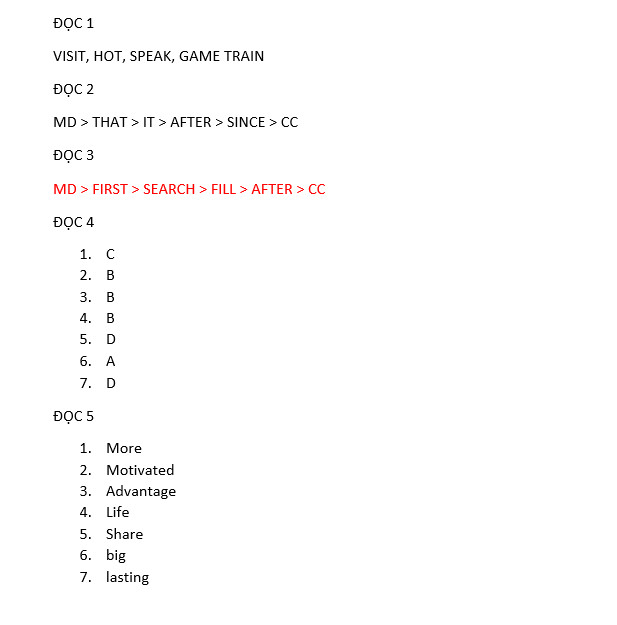 ĐỌC 1
VISIT, HOT, SPEAK, GAME TRAIN
ĐỌC 2
MD > THAT > IT > AFTER > SINCE > CC
ĐỌC 3
MD > FIRST > SEARCH > FILL > AFTER > CC
ĐỌC 4
1. C
2. B
3. B
4. B
5. D
6. A
7. D
ĐỌC 5
1. More
2. Motivated
3. Advantage
4. Life
5. Share
6. big
7. lasting